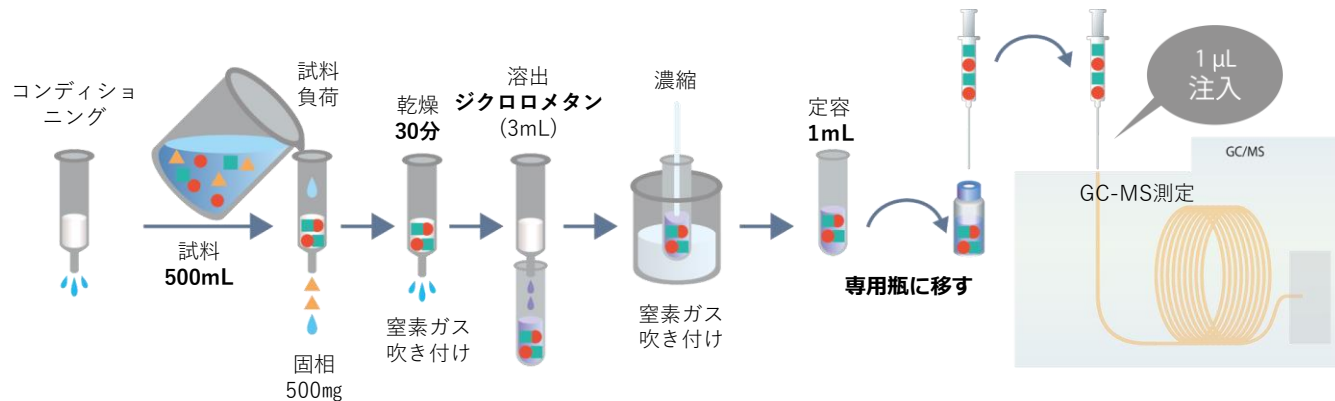 コンディショ
ニング
試料
500mL
試料
負荷
固相
500㎎
乾燥
30分
窒素ガス
吹き付け
溶出
ジクロロメタン
(3mL)
濃縮
窒素ガス
吹き付け
定容
1mL
専用瓶に移す
1 μL
注入
GC/MS
GC-MS測定